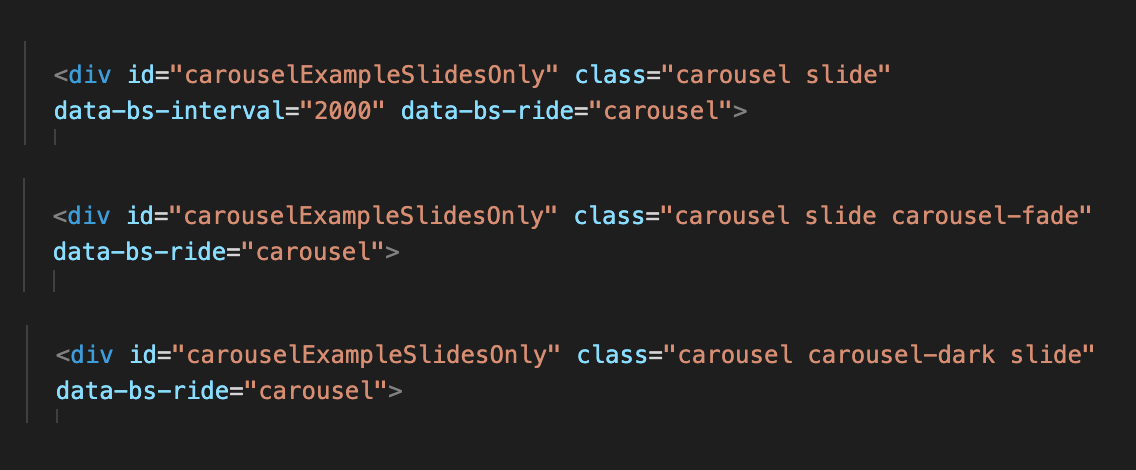 <div id="carouselExampleSlidesOnly" class="carousel slide"
data-bs-interval="2000" data-bs-ride="carousel">
<div id="carouselExampleSlidesOnly" class="carousel slide carousel-fade"
data-bs-ride="carousel">
<div id="carouselExampleSlidesOnly" class="carousel carousel-dark slide"
data-bs-ride="carousel">